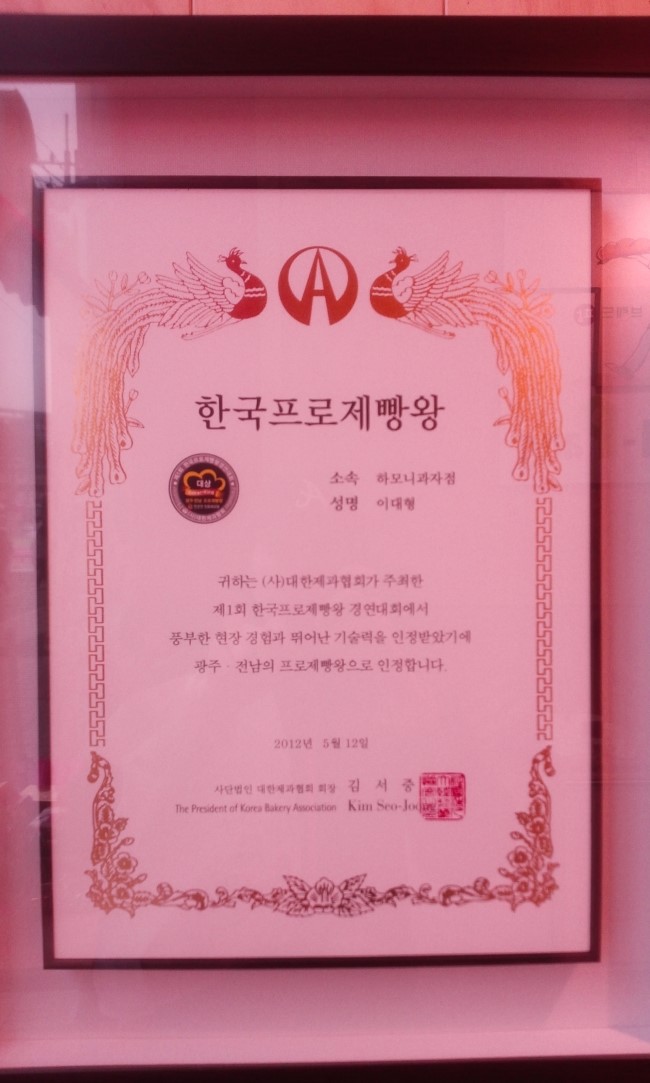 한국프로제빵왕
대상
소속 하모니과자점
성명 이대형
귀하는 (사)대한제과협회가 주최한
제1회 한국프로제빵왕 경연대회에서
풍부한 현장 경험과 뛰어난 기술력을 인정받았기에
광주 · 전남의 프로제빵왕으로 인정합니다.
2012년 5월 12일
사단법인 대한제과협회 회장 김 서 중
The President of Korea Bakery Association Kim Seo-Joong